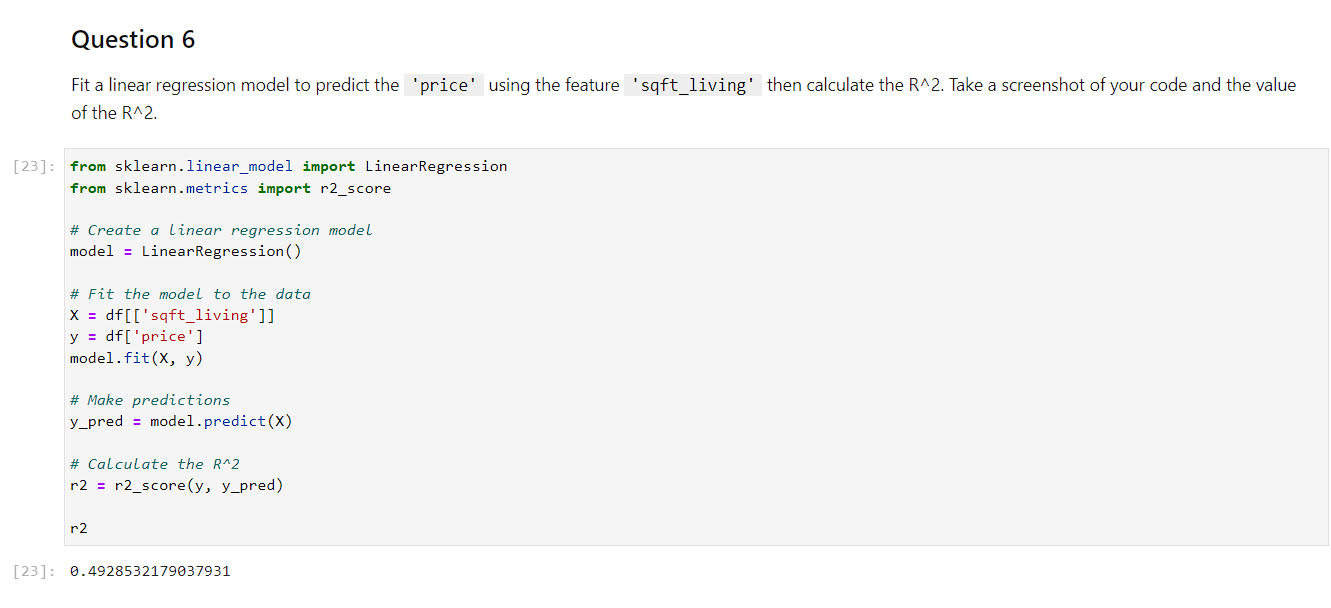 Question 6
Fit a linear regression model to predict the 'price' using the feature 'sqft_living' then calculate the R^2. Take a screenshot of your code and the value
of the R^2.
[23]: from sklearn.linear_model import LinearRegression
from sklearn.metrics import r2_score
# Create a linear regression model
model = LinearRegression()
# Fit the model to the data
X = df[['sqft_living']]
y = df['price']
model.fit(X, y)
# Make predictions
y_pred = model.predict(X)
# Calculate the R^2
r2 = r2_score(y, y_pred)
r2
[23]: 0.4928532179037931